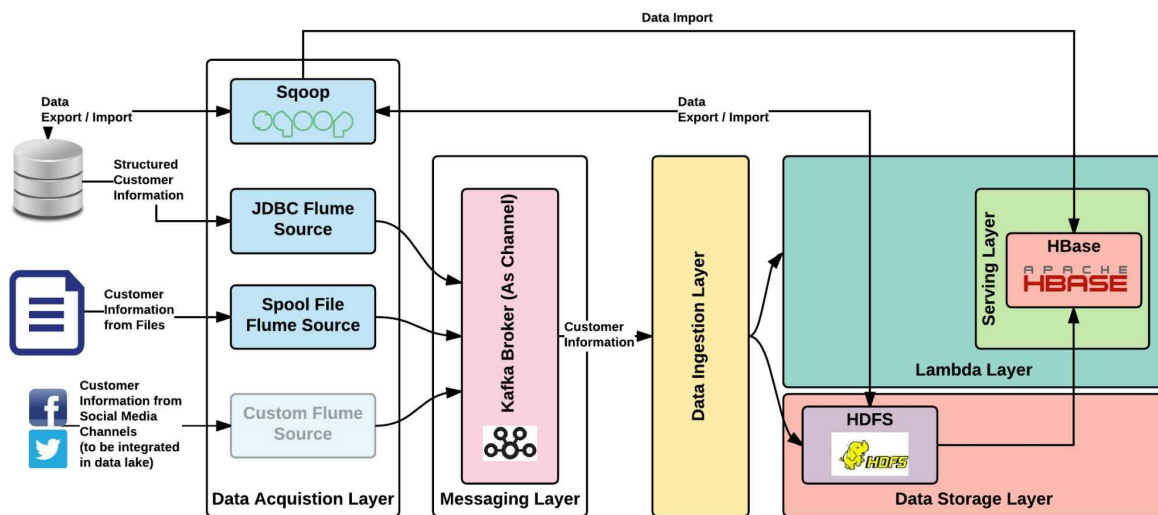 Data Import
Sqoop
sqoop
Data
Export / Import
Data
Export / Import
Structured
Customer
Information
JDBC Flume
Source
Customer
Information
from Files
Spool File
Flume Source
Customer
Information from
Social Media
Channels
(to be integrated
in data lake)
f
Custom Flume
Source
Data Acquistion Layer
Kafka Broker (As Channel)
Messaging Layer
Customer
Information
Data Ingestion Layer
Serving Layer
HBase
APACHE
HBASE
Lambda Layer
HDFS
HDFS
Data Storage Layer